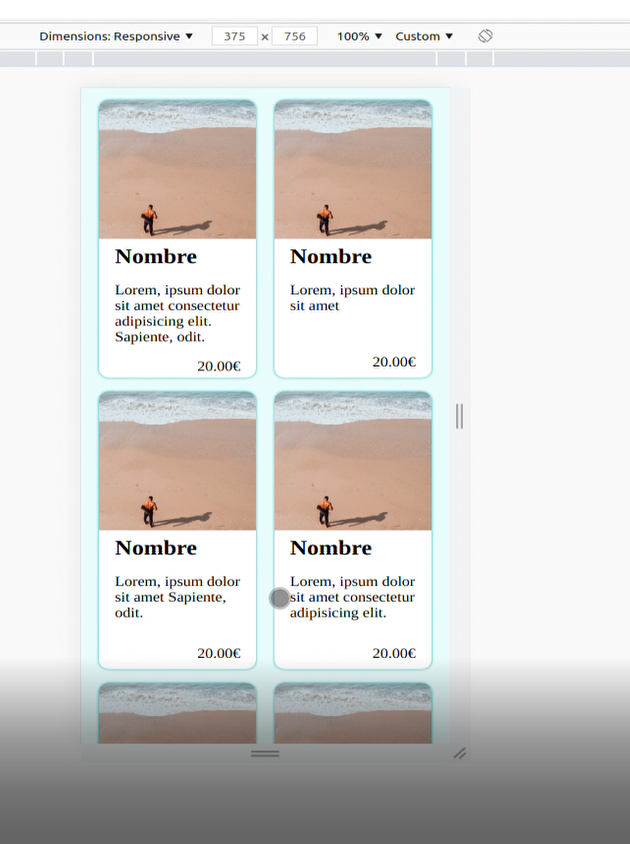 Dimensions: Responsive ▼ 375 × 756 100% ▼ Custom ▼
Nombre
Lorem, ipsum dolor
sit amet consectetur
adipisicing elit.
Sapiente, odit.
20.00€
Nombre
Lorem, ipsum dolor
sit amet
20.00€
Nombre
Lorem, ipsum dolor
sit amet Sapiente,
odit.
20.00€
Nombre
Lorem, ipsum dolor
sit amet consectetur
adipisicing elit.
20.00€